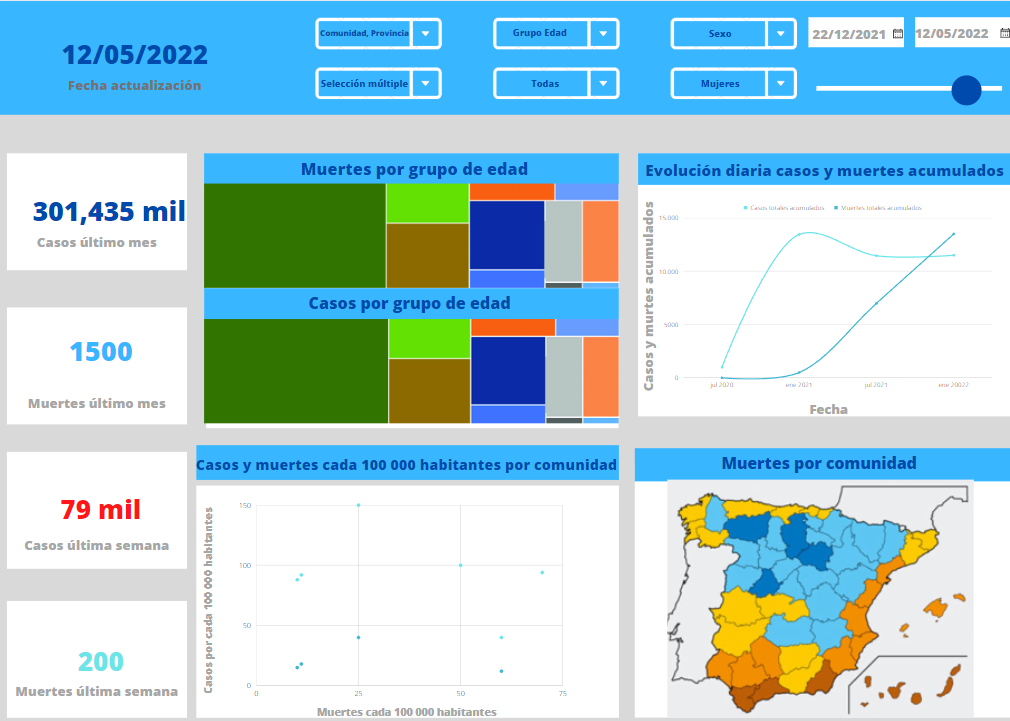 12/05/2022
Fecha actualización
Comunidad, Provincia
Grupo Edad
Sexo
22/12/2021
12/05/2022
Selección múltiple
Todas
Mujeres
301,435 mil
Casos último mes
1500
Muertes último mes
79 mil
Casos última semana
200
Muertes última semana
Muertes por grupo de edad
Casos por grupo de edad
Evolución diaria casos y muertes acumulados
Casos totales acumulados
Muertes totales acumulados
Casos y murtes acumulados
15.000
10.000
5000
0
jul 2020
ene 2021
jul 2021
ene 20022
Fecha
Casos y muertes cada 100 000 habitantes por comunidad
Casos por cada 100 000 habitantes
150
100
50
0
0
25
50
75
Muertes cada 100 000 habitantes
Muertes por comunidad